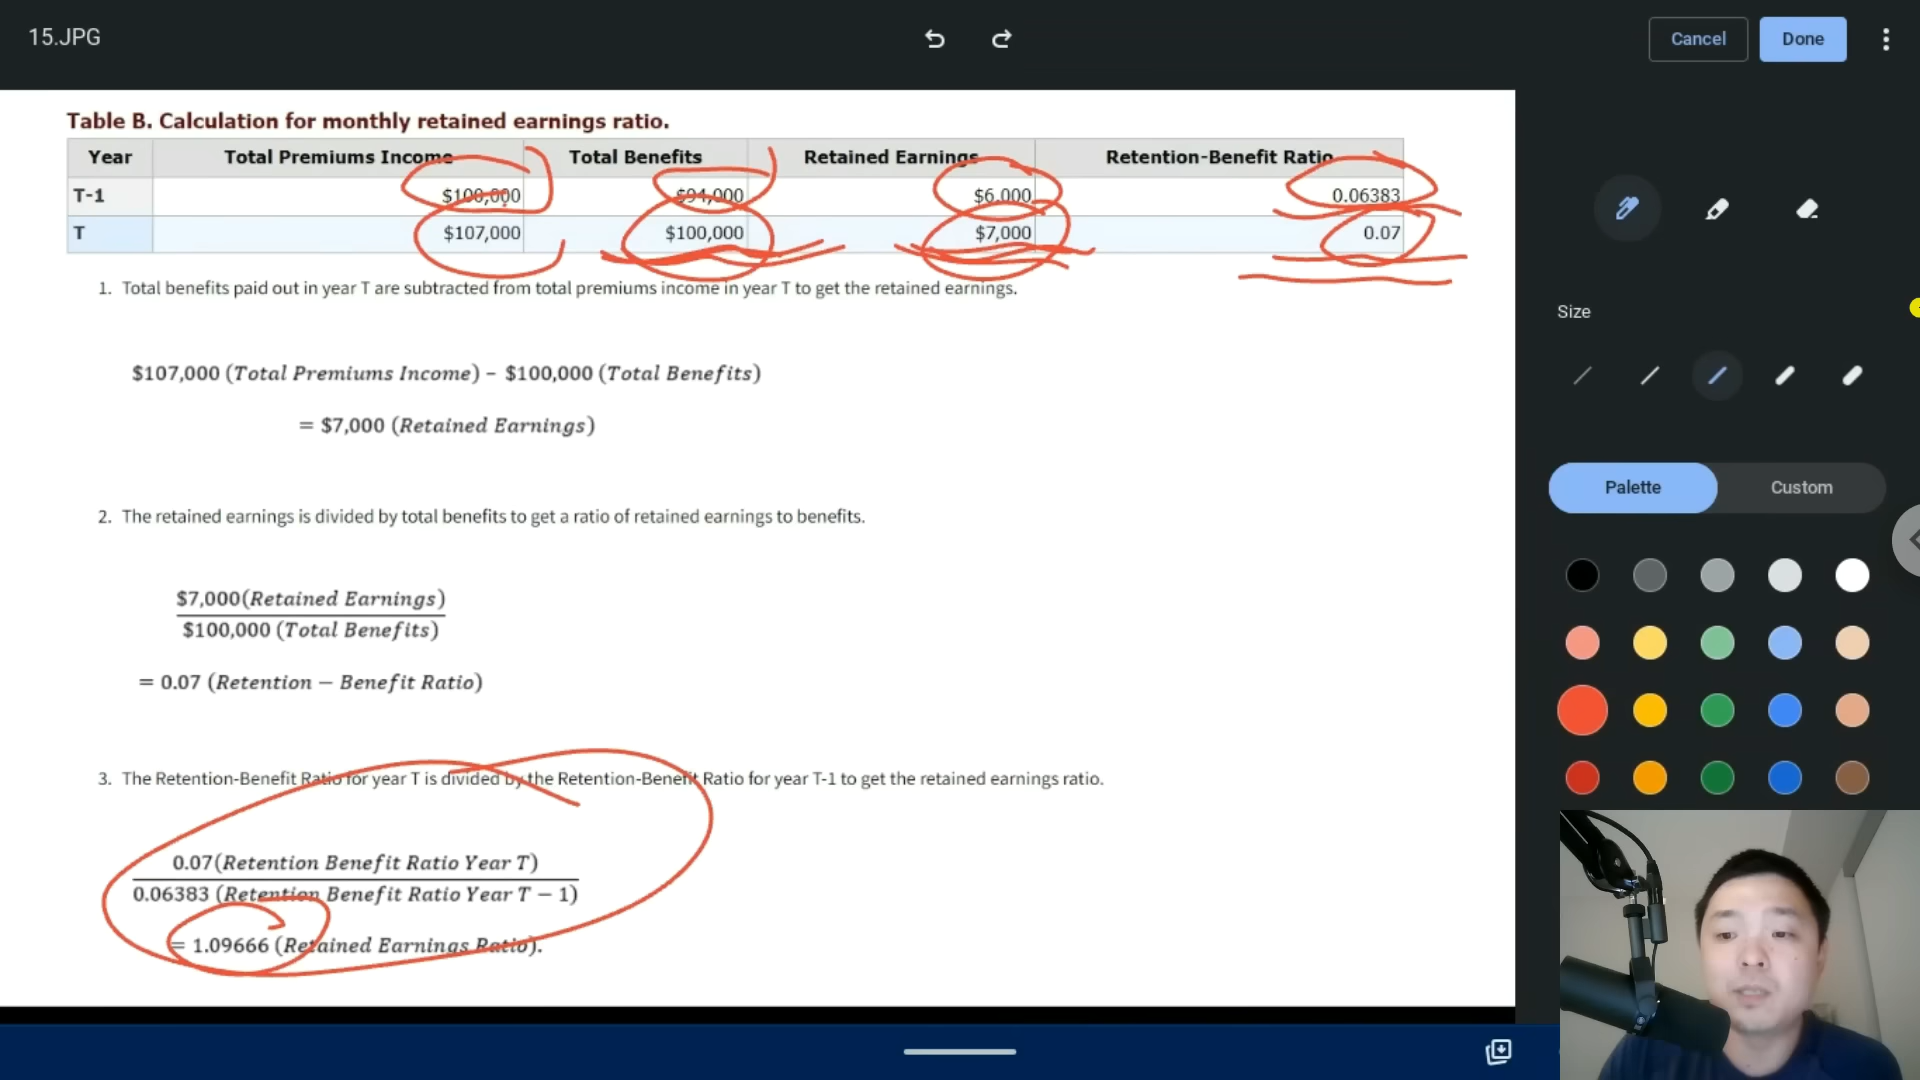 15.JPG
Cancel
Done
Table B. Calculation for monthly retained earnings ratio.
Year Total Premiums Income Total Benefits Retained Earnings Retention-Benefit Ratio
T-1 $100,000 $94,000 $6,000 0.06383
T $107,000 $100,000 $7,000 0.07
1. Total benefits paid out in year T are subtracted from total premiums income in year T to get the retained earnings.
$107,000 (Total Premiums Income) – $100,000 (Total Benefits)
= $7,000 (Retained Earnings)
2. The retained earnings is divided by total benefits to get a ratio of retained earnings to benefits.
$7,000(Retained Earnings)
$100,000 (Total Benefits)
= 0.07 (Retention – Benefit Ratio)
3. The Retention-Benefit Ratio for year T is divided by the Retention-Benefit Ratio for year T-1 to get the retained earnings ratio.
0.07(Retention Benefit Ratio Year T)
0.06383 (Retention Benefit Ratio Year T – 1)
= 1.09666 (Retained Earnings Ratio).
Size
Palette
Custom